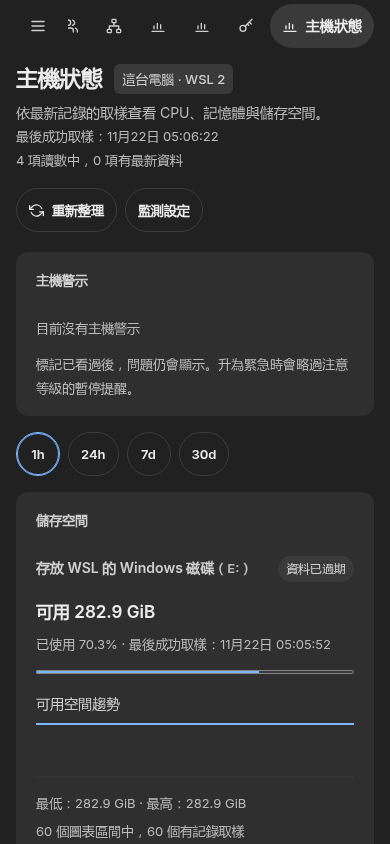 主機狀態
主機狀態
這台電腦 · WSL 2
依最新記錄的取樣查看 CPU、記憶體與儲存空間。
最後成功取樣：11月22日 05:06:22
4 項讀數中，0 項有最新資料
重新整理
監測設定
主機警示
目前沒有主機警示
標記已看過後，問題仍會顯示。升為緊急時會略過注意
等級的暫停提醒。
1h
24h
7d
30d
儲存空間
存放 WSL 的 Windows 磁碟（E:）
資料已過期
可用 282.9 GiB
已使用 70.3% · 最後成功取樣：11月22日 05:05:52
可用空間趨勢
最低：282.9 GiB · 最高：282.9 GiB
60 個圖表區間中，60 個有記錄取樣